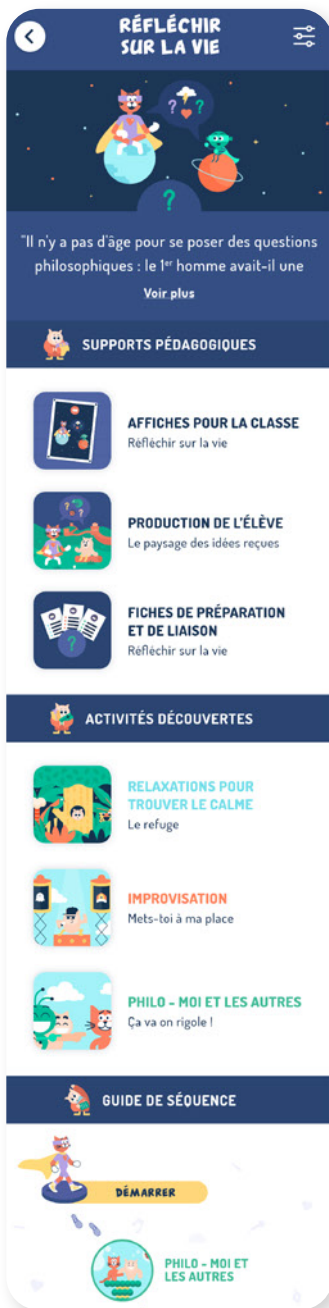 RÉFLÉCHIR
SUR LA VIE
? ?
?
"Il n'y a pas d'âge pour se poser des questions
philosophiques : le 1er homme avait-il une
Voir plus
SUPPORTS PÉDAGOGIQUES
AFFICHES POUR LA CLASSE
Réfléchir sur la vie
PRODUCTION DE L'ÉLÈVE
Le paysage des idées reçues
?
FICHES DE PRÉPARATION
ET DE LIAISON
Réfléchir sur la vie
ACTIVITÉS DÉCOUVERTES
RELAXATIONS POUR
TROUVER LE CALME
Le refuge
IMPROVISATION
Mets-toi à ma place
PHILO - MOI ET LES AUTRES
Ça va on rigole !
GUIDE DE SÉQUENCE
DÉMARRER
PHILO - MOI ET
LES AUTRES